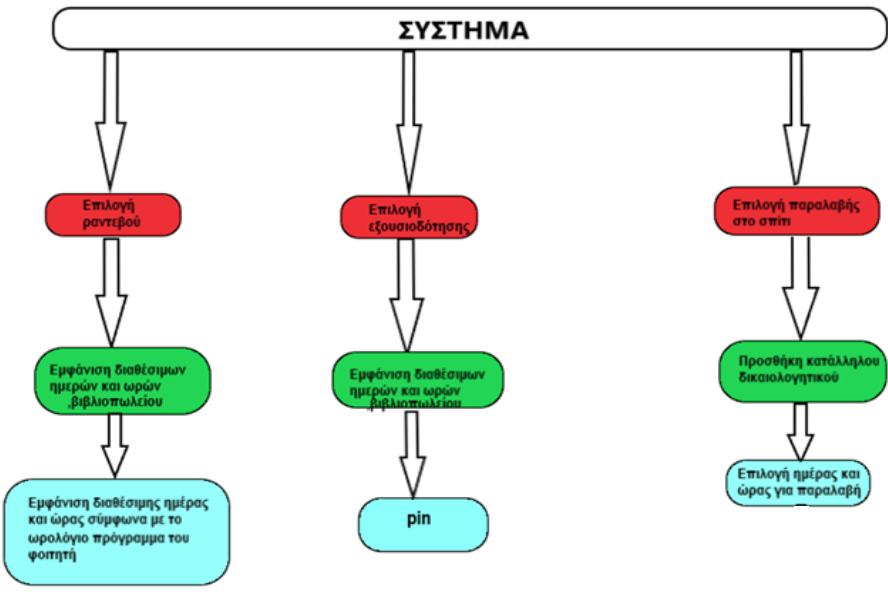 ΣΥΣΤΗΜΑ
Επιλογή
ραντεβού
Εμφάνιση διαθέσιμων
ημερών και ωρών
,βιβλιοπωλείου
Εμφάνιση διαθέσιμης ημέρας
και ώρας σύμφωνα με το
ωρολόγιο πρόγραμμα του
φοιτητή
Επιλογή
εξουσιοδότησης
Εμφάνιση διαθέσιμων
ημερών και ωρών
,βιβλιοπωλείου
pin
Επιλογή παραλαβής
στο σπίτι
Προσθήκη κατάλληλου
δικαιολογητικού
Επιλογή ημέρας και
ώρας για παραλαβή